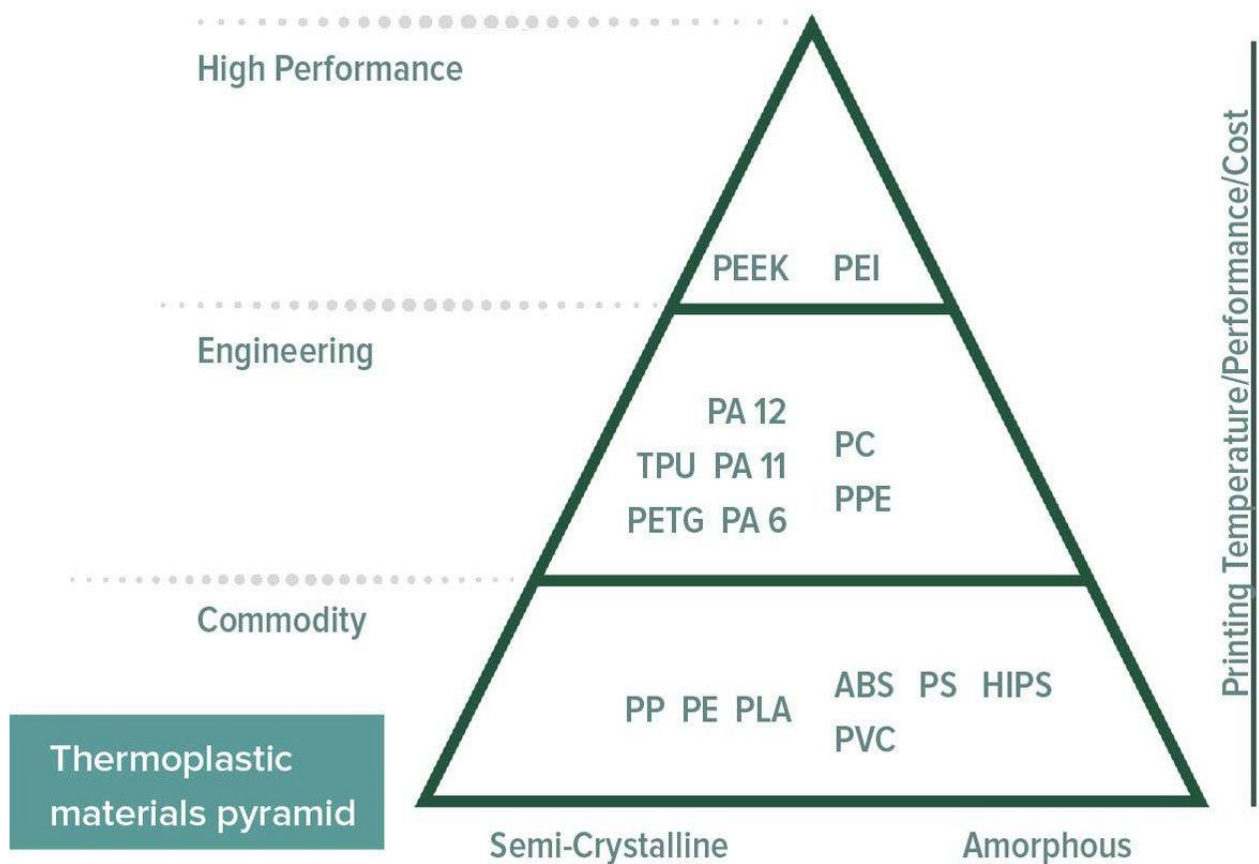 High Performance
PEEK PEI
Engineering
PA 12
TPU PA 11
PETG PA 6
PC
PPE
Commodity
PP PE PLA
ABS PS HIPS
PVC
Thermoplastic
materials pyramid
Semi-Crystalline
Amorphous
Printing Temperature/Performance/Cost